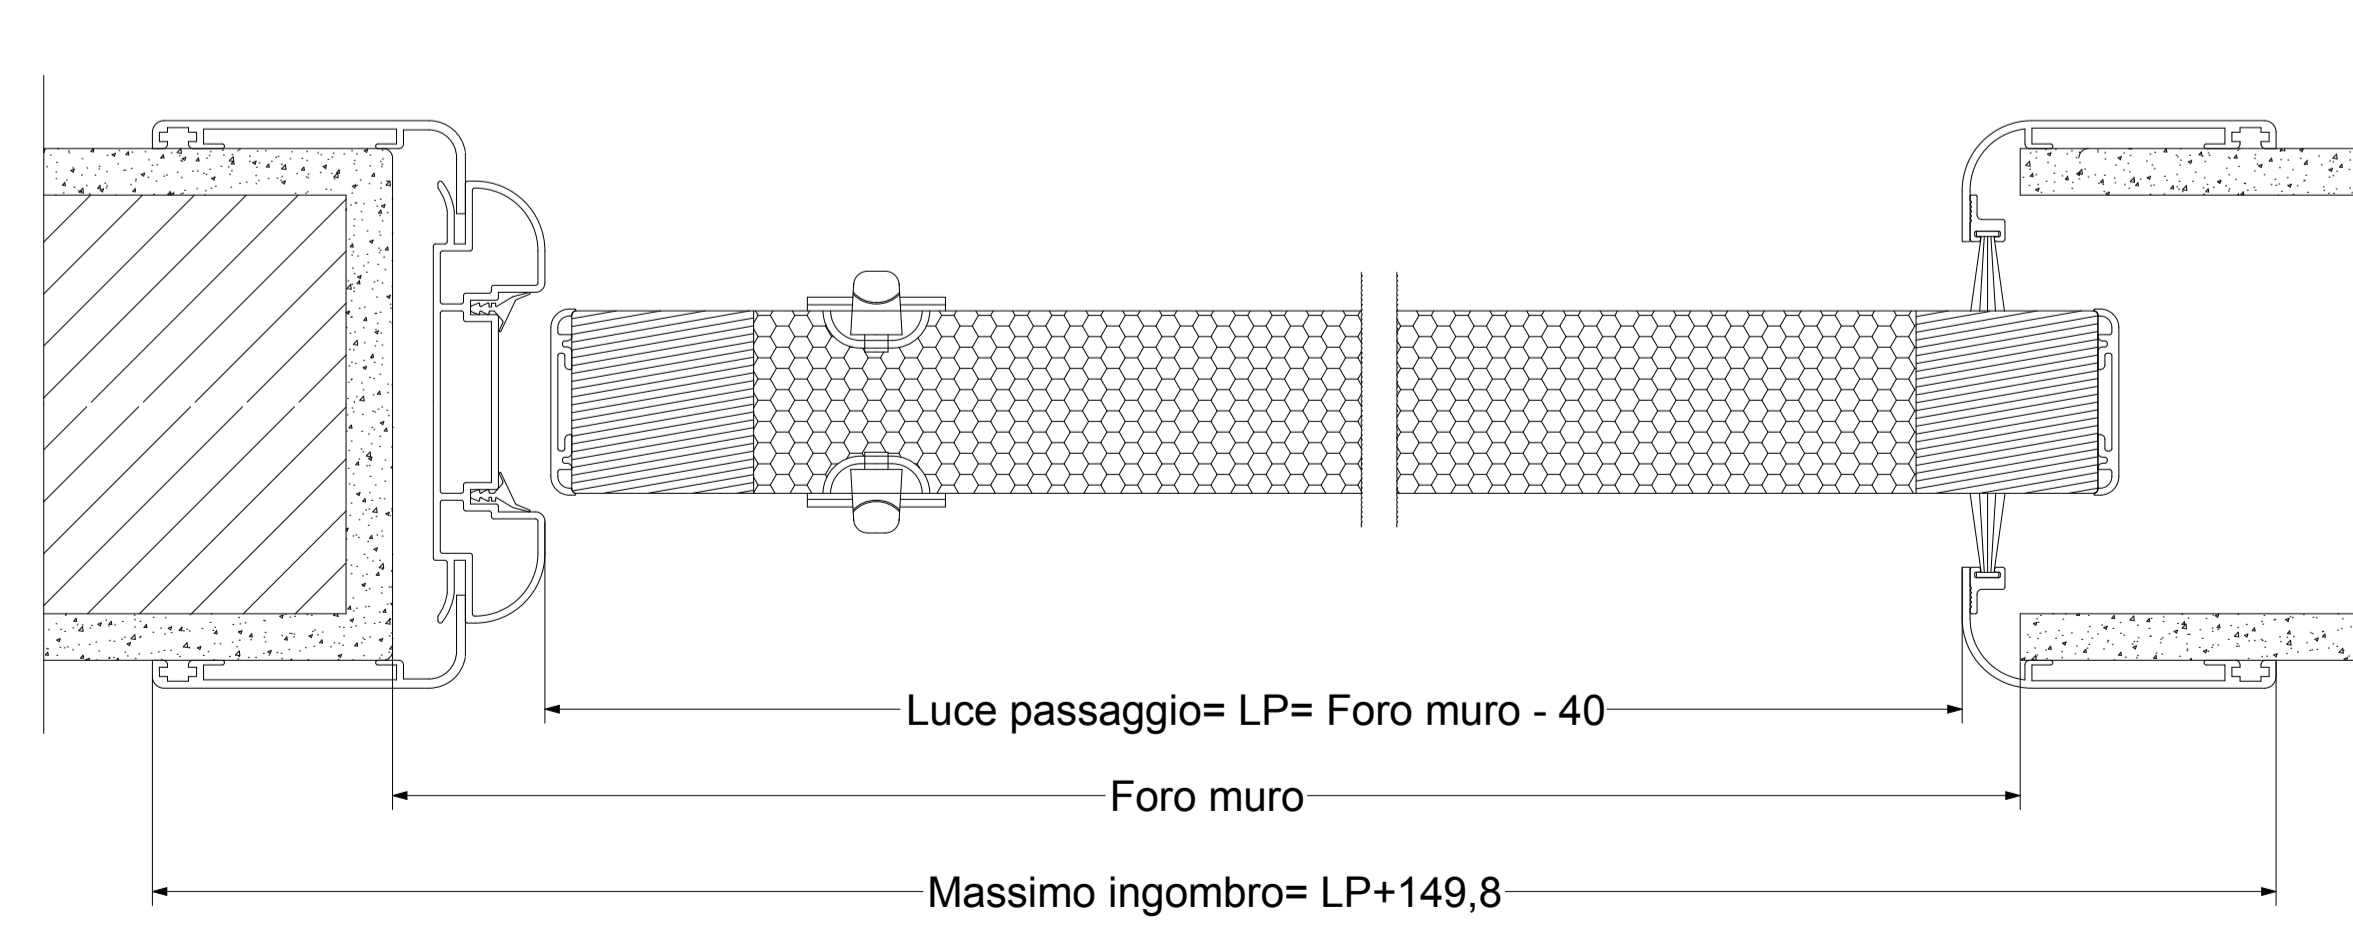 Luce passaggio= LP= Foro muro - 40
Foro muro
Massimo ingombro= LP+149,8